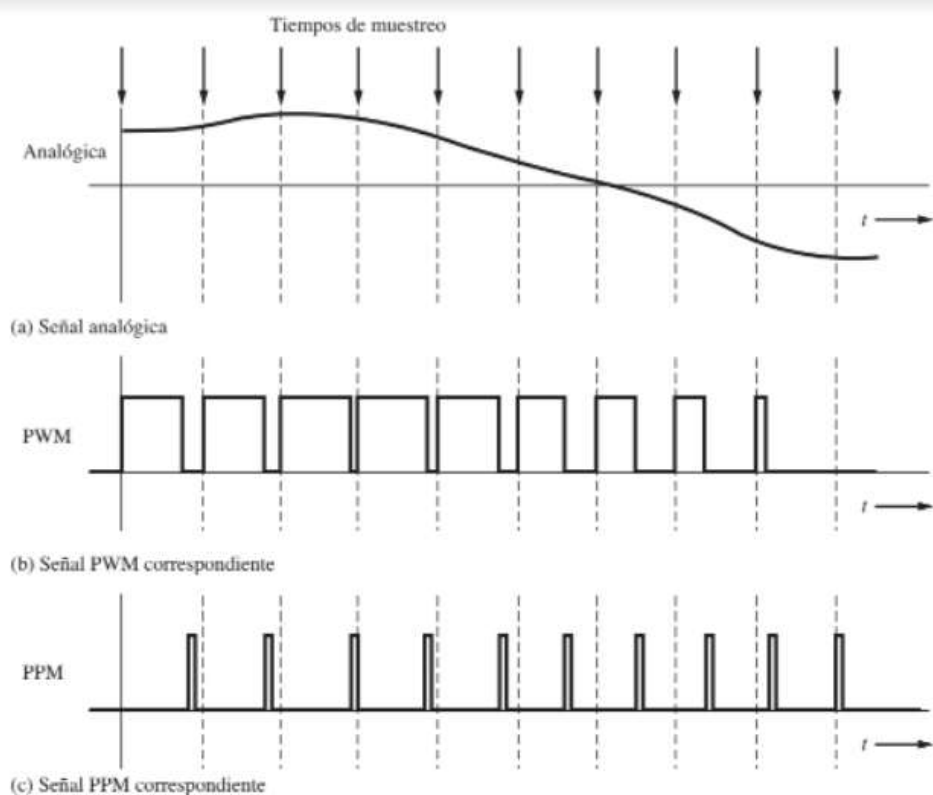 Tiempos de muestreo
Analógica
t
(a) Señal analógica
PWM
t
(b) Señal PWM correspondiente
PPM
t
(c) Señal PPM correspondiente